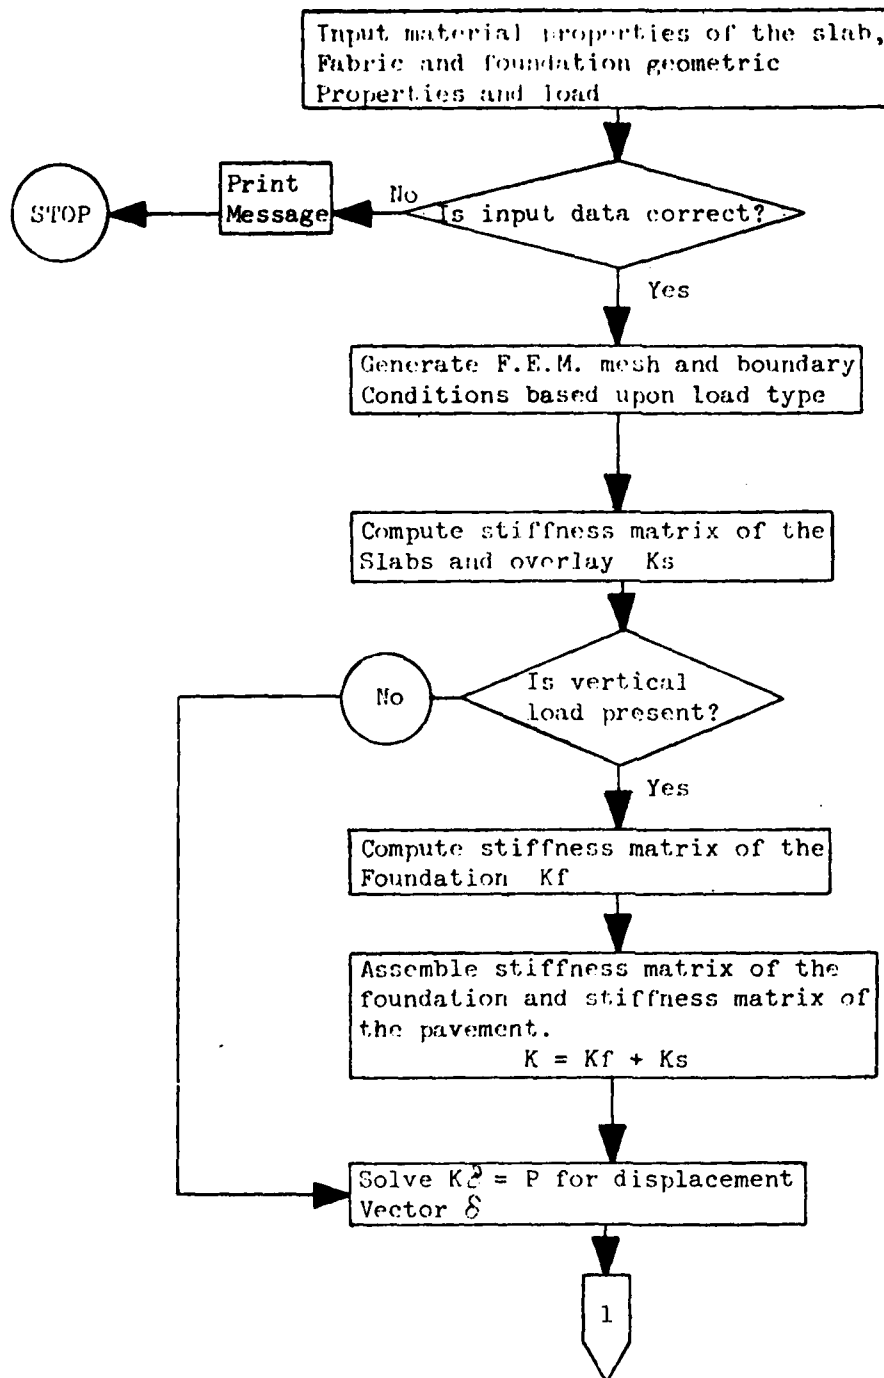 Input material properties of the slab,
Fabric and foundation geometric
Properties and load
Print
Message
No
STOP
Is input data correct?
Yes
Generate F.E.M. mesh and boundary
Conditions based upon load type
Compute stiffness matrix of the
Slabs and overlay Ks
No
Is vertical
load present?
Yes
Compute stiffness matrix of the
Foundation Kf
Assemble stiffness matrix of the
foundation and stiffness matrix of
the pavement.
K = Kf + Ks
Solve Kδ = P for displacement
Vector δ
1